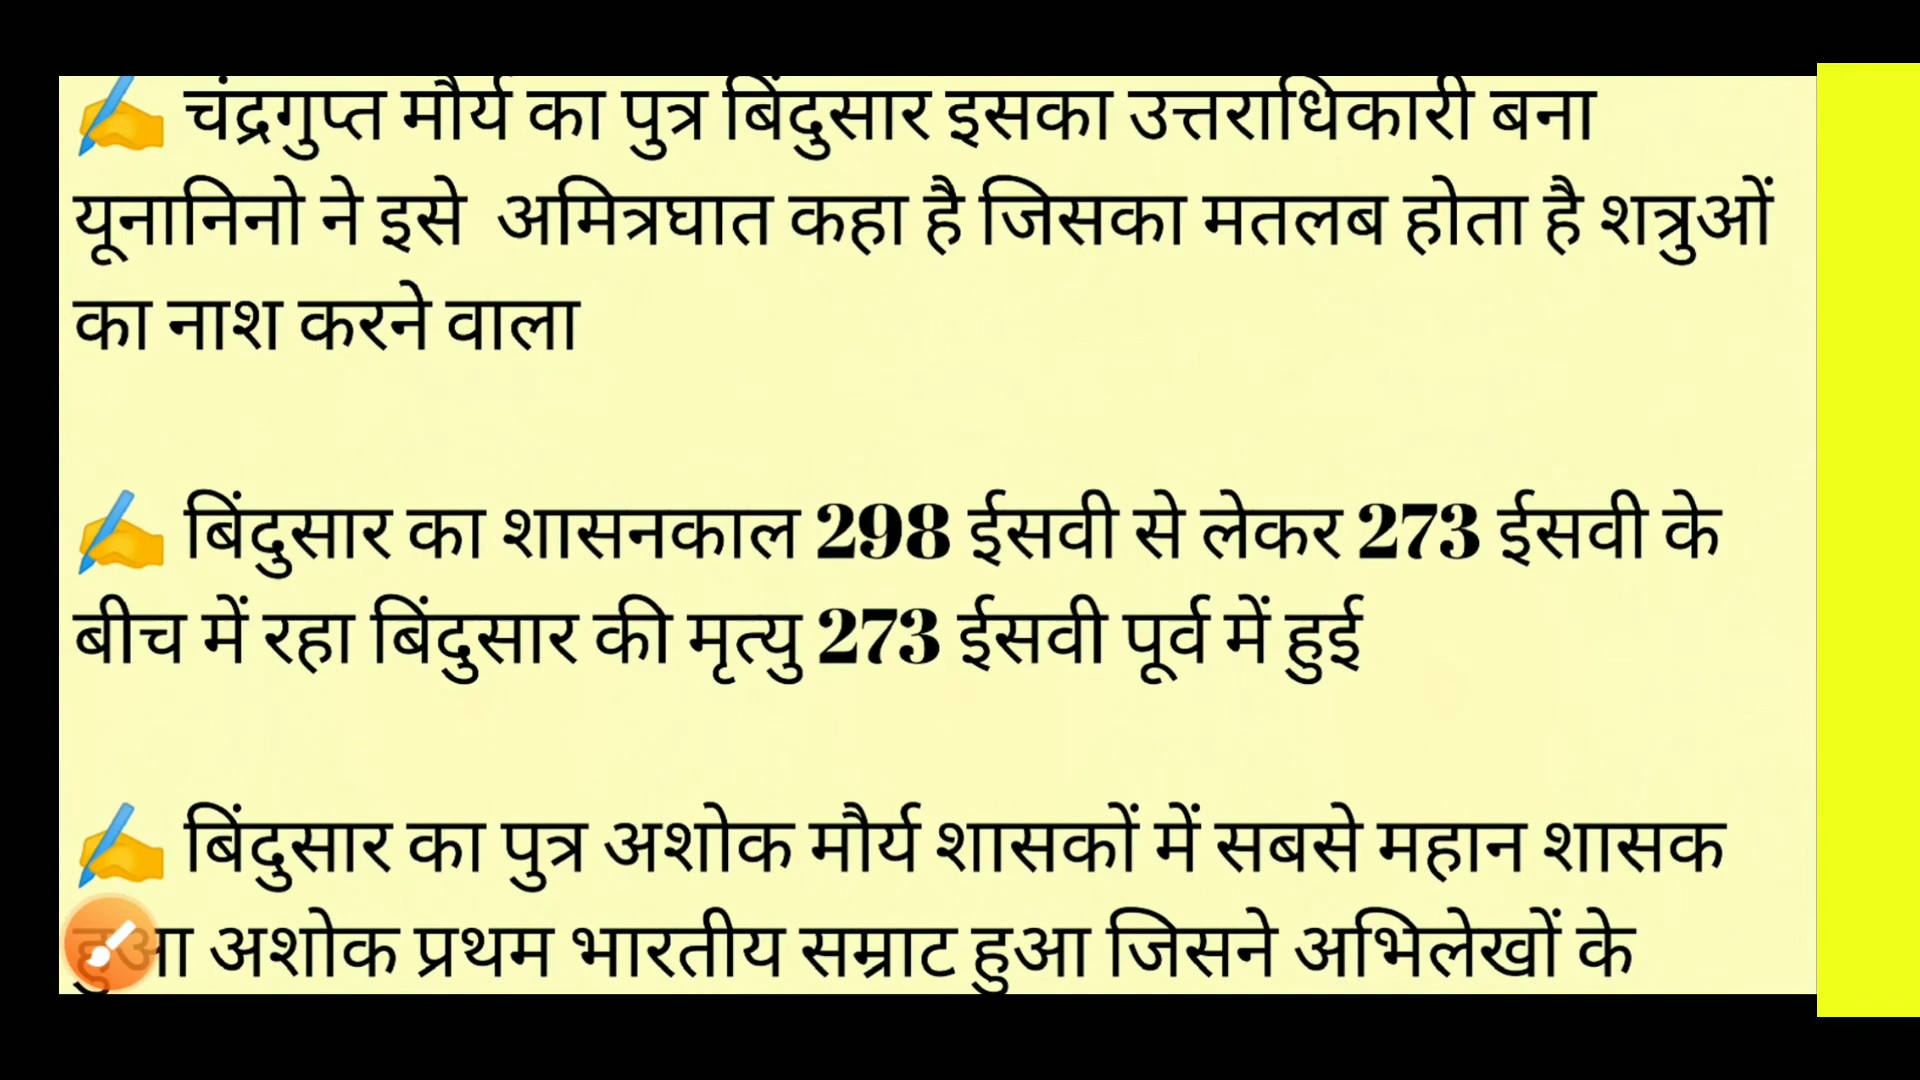 ✍️ चंद्रगुप्त मौर्य का पुत्र बिंदुसार इसका उत्तराधिकारी बना
यूनानिनो ने इसे अमित्रघात कहा है जिसका मतलब होता है शत्रुओं
का नाश करने वाला
✍️ बिंदुसार का शासनकाल 298 ईसवी से लेकर 273 ईसवी के
बीच में रहा बिंदुसार की मृत्यु 273 ईसवी पूर्व में हुई
✍️ बिंदुसार का पुत्र अशोक मौर्य शासकों में सबसे महान शासक
हुआ अशोक प्रथम भारतीय सम्राट हुआ जिसने अभिलेखों के